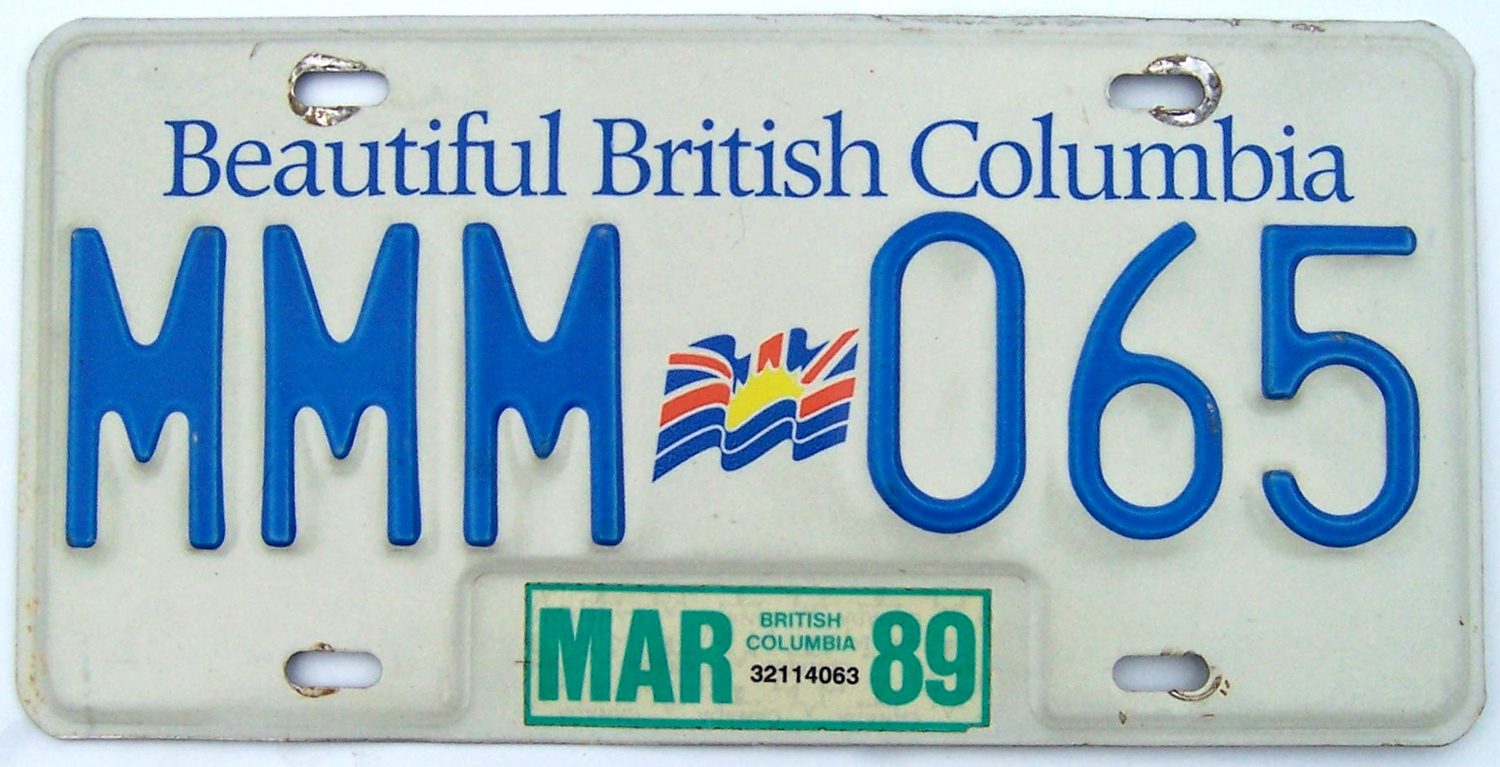 Beautiful British Columbia
MMM 065
MAR BRITISH COLUMBIA 32114063 89